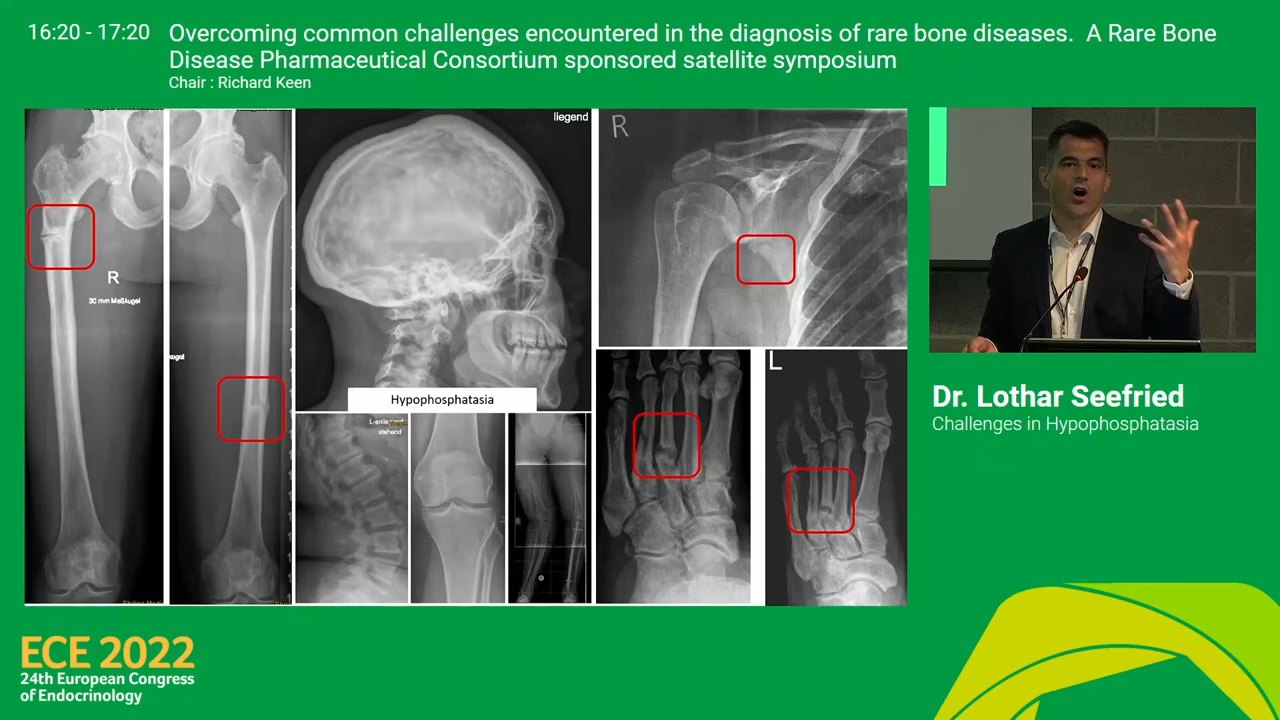 16:20 - 17:20
Overcoming common challenges encountered in the diagnosis of rare bone diseases. A Rare Bone
Disease Pharmaceutical Consortium sponsored satellite symposium
Chair : Richard Keen
liegend
R
R
30 mm Meßkugel
Hypophosphatasia
stehend
L
Dr. Lothar Seefried
Challenges in Hypophosphatasia
ECE 2022
24th European Congress
of Endocrinology